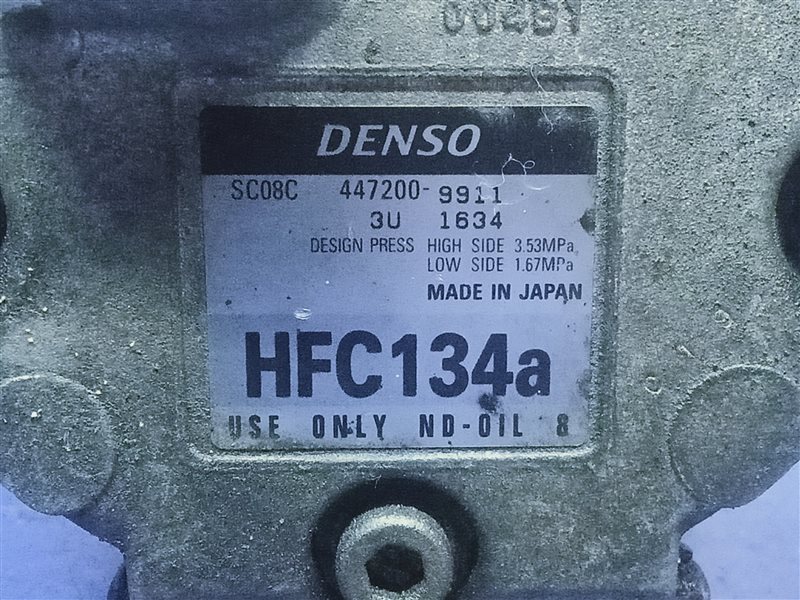 DENSO
SC08C 447200-9911
3U 1634
DESIGN PRESS HIGH SIDE 3.53MPa
LOW SIDE 1.67MPa
MADE IN JAPAN
HFC134a
USE ONLY ND-OIL 8